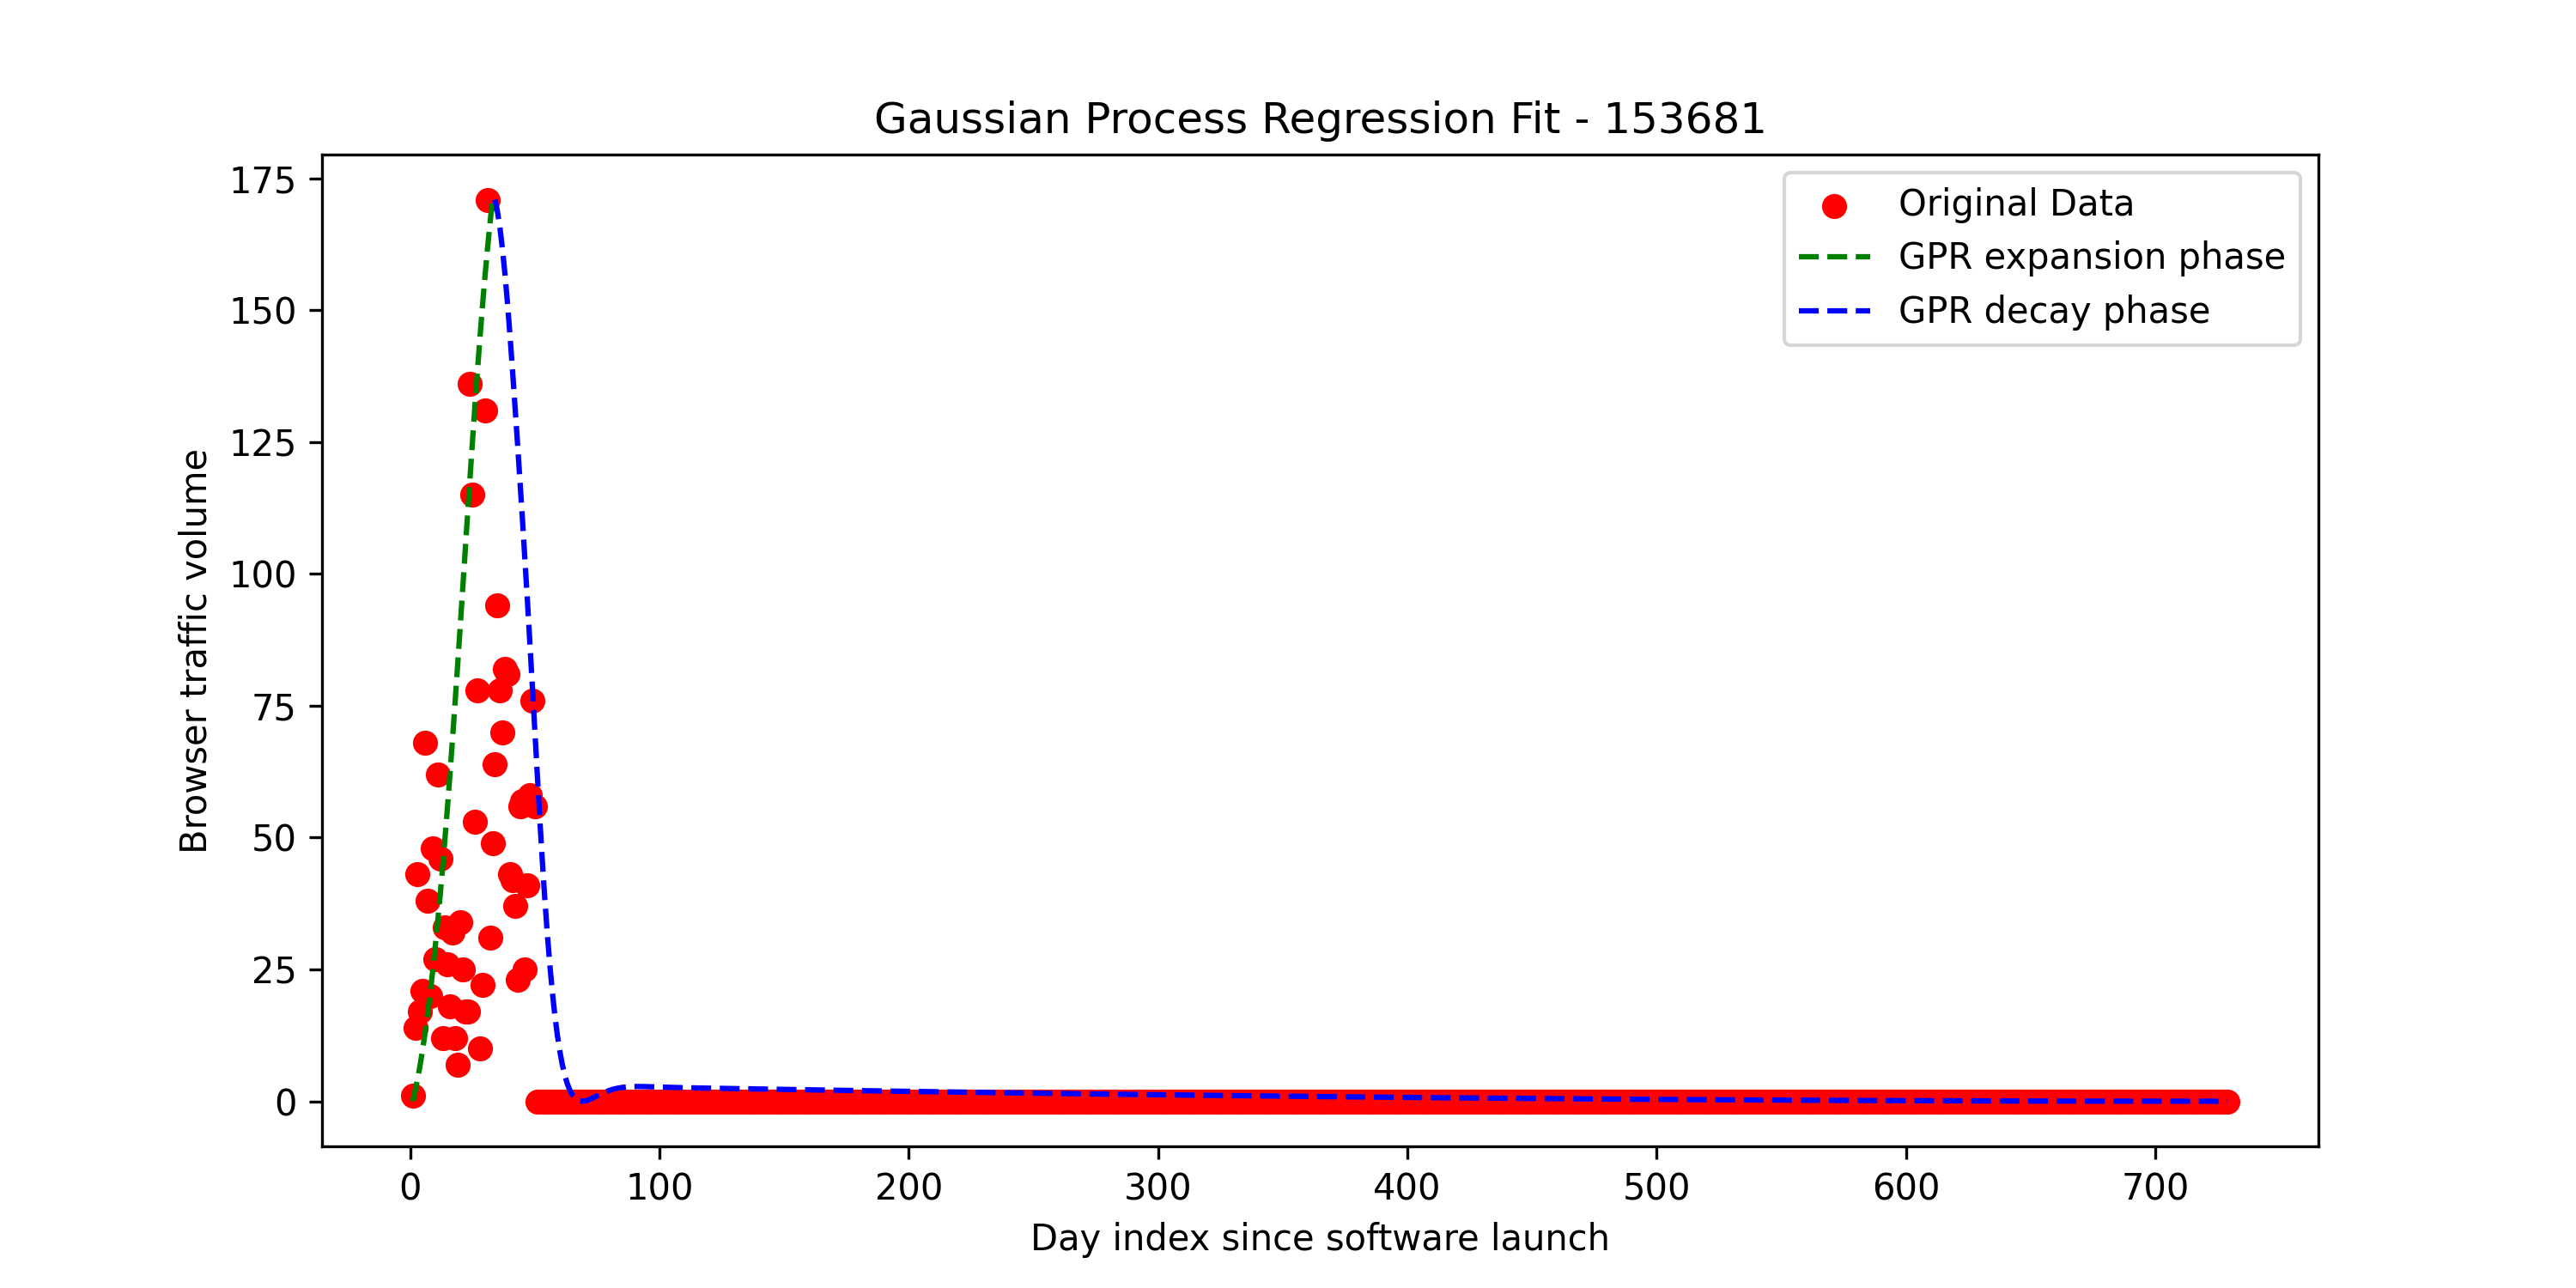 Gaussian Process Regression Fit - 153681
Original Data
GPR expansion phase
GPR decay phase
Browser traffic volume
175
150
125
100
75
50
25
0
0 100 200 300 400 500 600 700
Day index since software launch